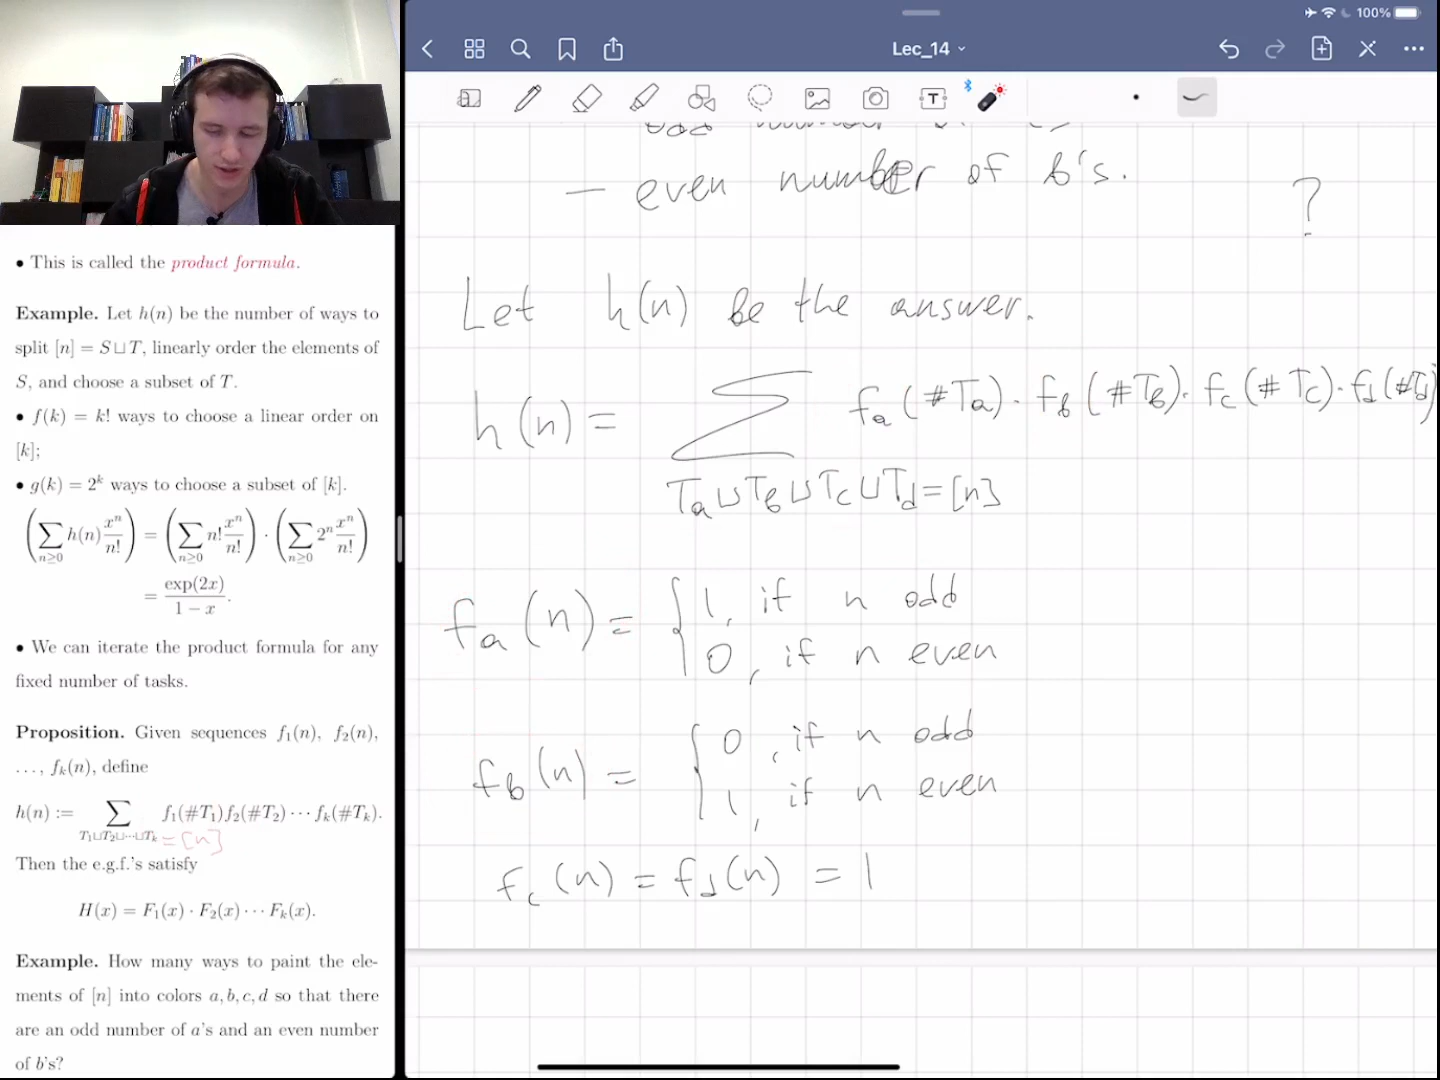 100%
Lec_14
• This is called the product formula.
Example. Let h(n) be the number of ways to
split [n] = S ⊔ T, linearly order the elements of
S, and choose a subset of T.
• f(k) = k! ways to choose a linear order on
[k];
• g(k) = 2^k ways to choose a subset of [k].
(∑_{n≥0} h(n) x^n/n!) = (∑_{n≥0} n! x^n/n!) · (∑_{n≥0} 2^n x^n/n!)
= exp(2x)/(1 − x).
• We can iterate the product formula for any
fixed number of tasks.
Proposition. Given sequences f_1(n), f_2(n),
…, f_k(n), define
h(n) := ∑_{T_1⊔T_2⊔···⊔T_k = [n]} f_1(#T_1)f_2(#T_2) ··· f_k(#T_k).
Then the e.g.f.'s satisfy
H(x) = F_1(x) · F_2(x) ··· F_k(x).
Example. How many ways to paint the ele-
ments of [n] into colors a, b, c, d so that there
are an odd number of a's and an even number
of b's?
odd number
— even number of b's. ?
Let h(n) be the answer.
h(n) = ∑ f_a(#T_a) · f_b(#T_b) · f_c(#T_c) · f_d(#T_d)
T_a ⊔ T_b ⊔ T_c ⊔ T_d = [n]
f_a(n) = { 1, if n odd
0, if n even
f_b(n) = { 0, if n odd
1, if n even
f_c(n) = f_d(n) = 1